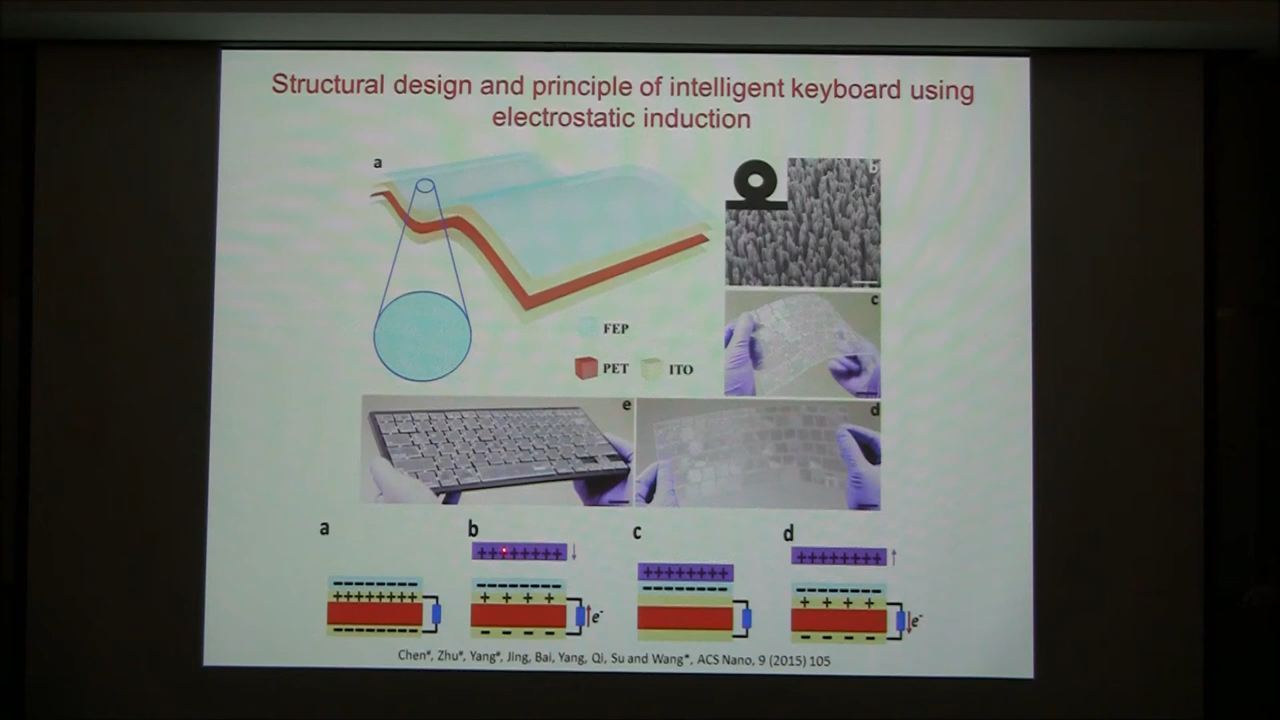 Structural design and principle of intelligent keyboard using
electrostatic induction
a
b
FEP
c
PET
ITO
e
d
a
b
c
d
+ + + + + + + +
+ + + + + + + +
+ + + + + + + +
+ + + + + + + +
+ + + +
+ + + +
e-
e-
Chen*, Zhu*, Yang*, Jing, Bai, Yang, Qi, Su and Wang*, ACS Nano, 9 (2015) 105